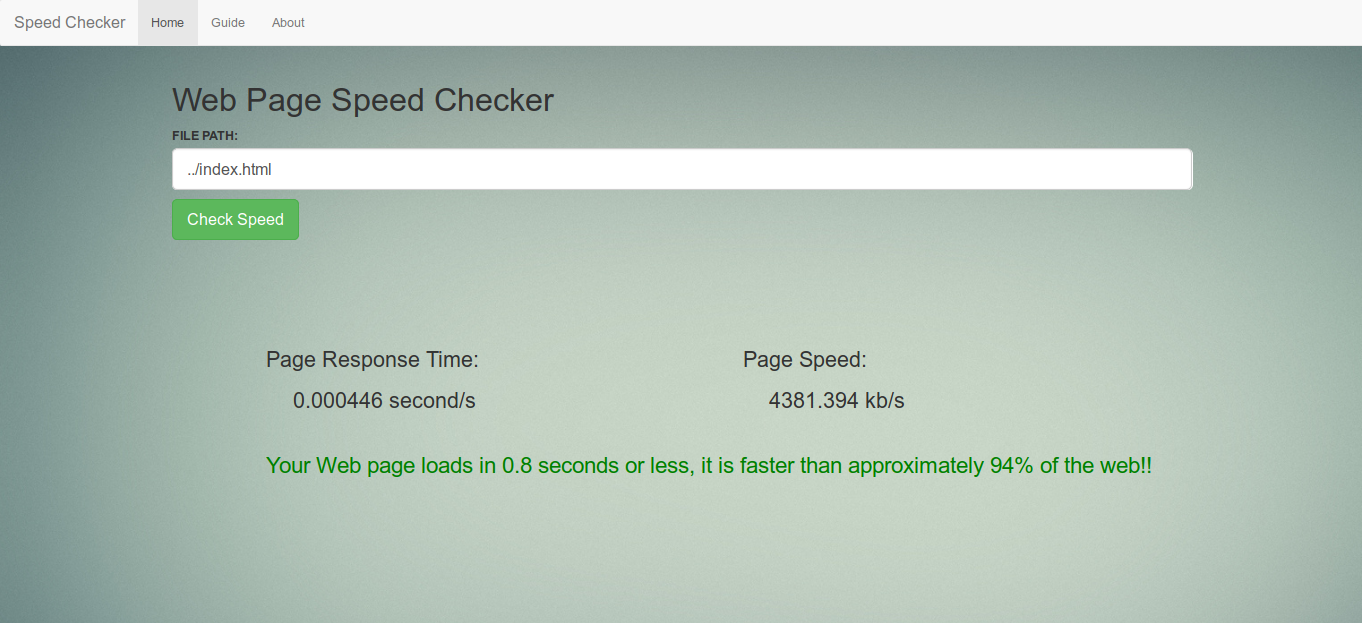 Speed Checker Home Guide About
Web Page Speed Checker
FILE PATH:
../index.html
Check Speed
Page Response Time: Page Speed:
0.000446 second/s 4381.394 kb/s
Your Web page loads in 0.8 seconds or less, it is faster than approximately 94% of the web!!